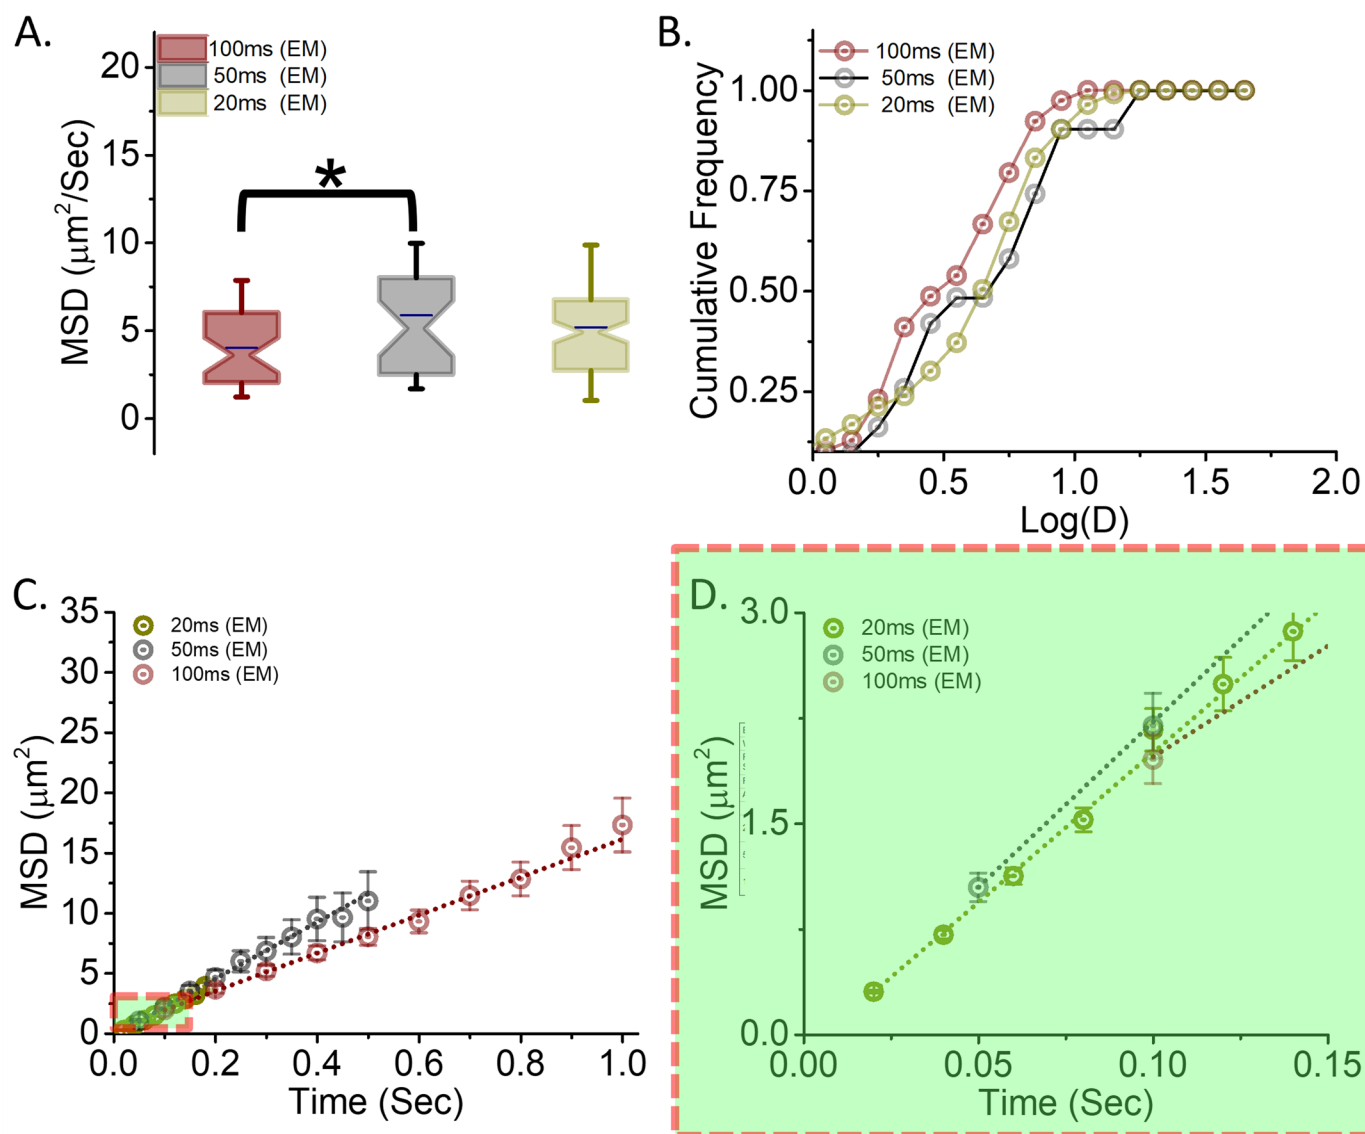 A.
100ms (EM)
50ms (EM)
20ms (EM)
20
15
10
5
0
MSD (μm²/Sec)
*
B.
100ms (EM)
50ms (EM)
20ms (EM)
1.00
0.75
0.50
0.25
Cumulative Frequency
0.0 0.5 1.0 1.5 2.0
Log(D)
C.
20ms (EM)
50ms (EM)
100ms (EM)
35
30
25
20
15
10
5
0
MSD (μm²)
0.0 0.2 0.4 0.6 0.8 1.0
Time (Sec)
D.
20ms (EM)
50ms (EM)
100ms (EM)
3.0
1.5
0.0
MSD (μm²)
0.00 0.05 0.10 0.15
Time (Sec)